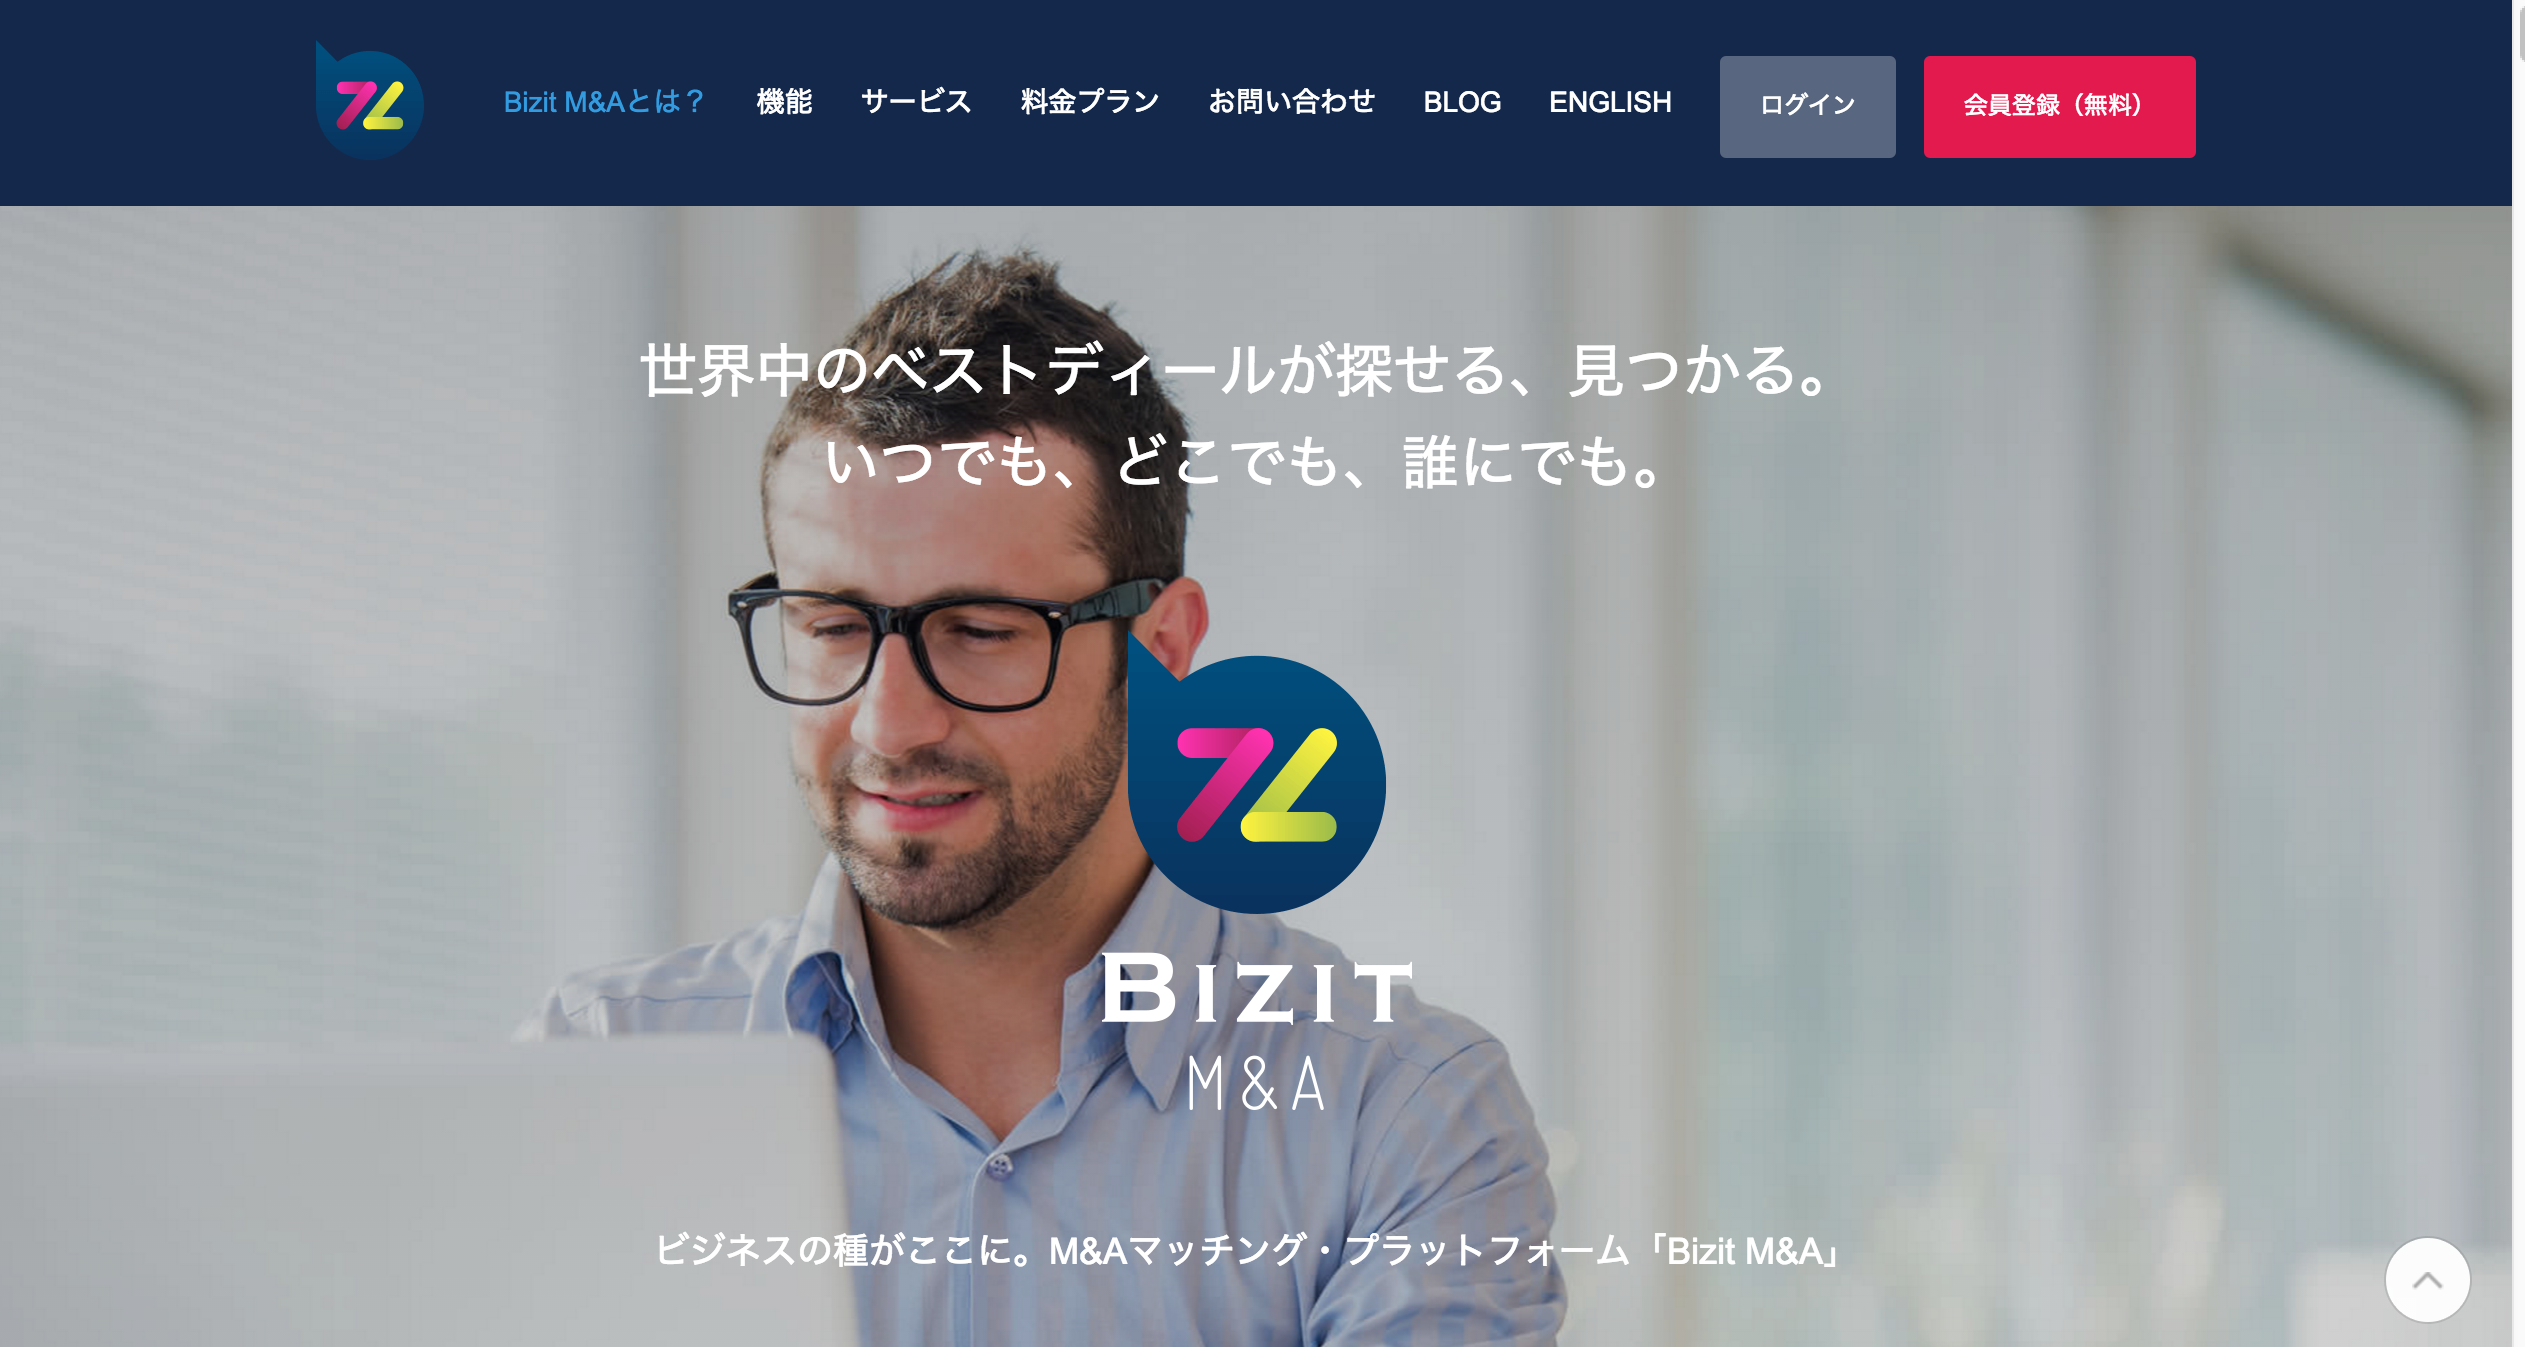 Bizit M&Aとは？
機能
サービス
料金プラン
お問い合わせ
BLOG
ENGLISH
ログイン
会員登録（無料）
世界中のベストディールが探せる、見つかる。
いつでも、どこでも、誰にでも。
BIZIT
M&A
ビジネスの種がここに。M&Aマッチング・プラットフォーム「Bizit M&A」